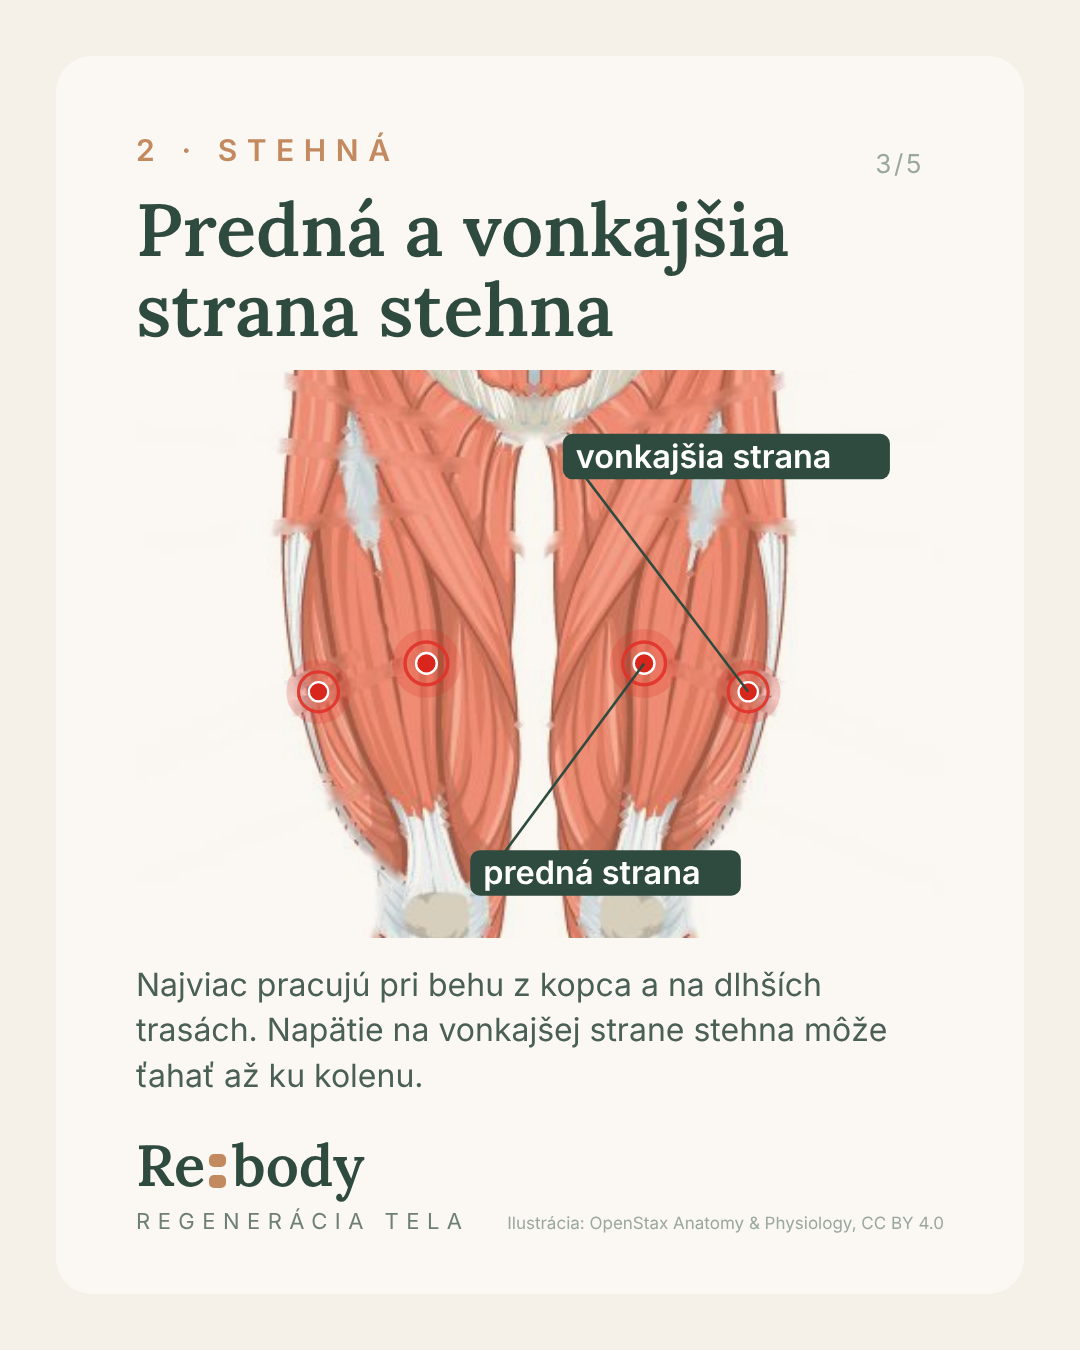 2 · STEHNÁ
3/5
Predná a vonkajšia
strana stehna
vonkajšia strana
predná strana
Najviac pracujú pri behu z kopca a na dlhších
trasách. Napätie na vonkajšej strane stehna môže
ťahať až ku kolenu.
Re:body
REGENERÁCIA TELA
Ilustrácia: OpenStax Anatomy & Physiology, CC BY 4.0